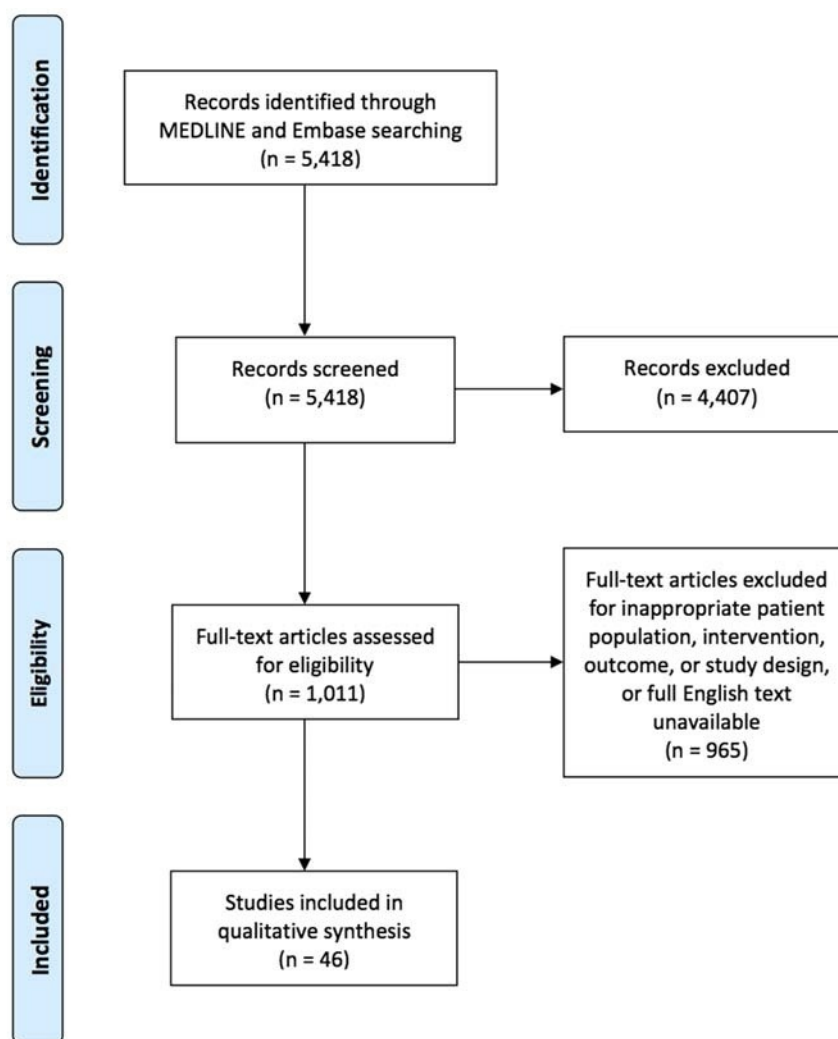 Identification
Records identified through
MEDLINE and Embase searching
(n = 5,418)
Screening
Records screened
(n = 5,418)
Records excluded
(n = 4,407)
Eligibility
Full-text articles assessed
for eligibility
(n = 1,011)
Full-text articles excluded
for inappropriate patient
population, intervention,
outcome, or study design,
or full English text
unavailable
(n = 965)
Included
Studies included in
qualitative synthesis
(n = 46)